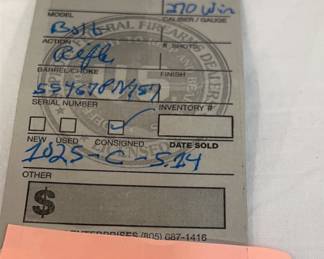 270 Win
MODEL CALIBER / GAUGE
Bolt
ACTION # SHOTS
Rifle
BARREL/CHOKE FINISH
SERIAL NUMBER
INVENTORY #
NEW USED CONSIGNED DATE SOLD
1025-C-S.14
OTHER
$
ENTERPRISES (805) 687-1416